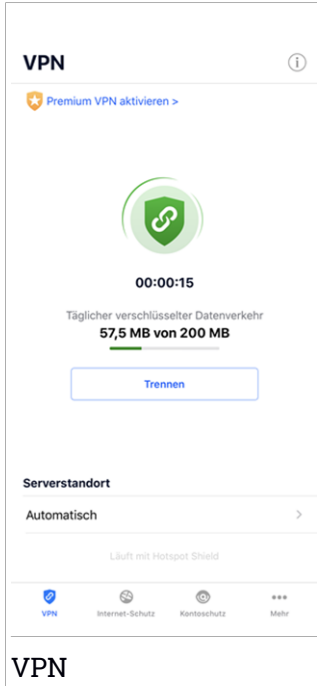 VPN
Premium VPN aktivieren >
00:00:15
Täglicher verschlüsselter Datenverkehr
57,5 MB von 200 MB
Trennen
Serverstandort
Automatisch
Läuft mit Hotspot Shield
VPN Internet-Schutz Kontoschutz Mehr
VPN